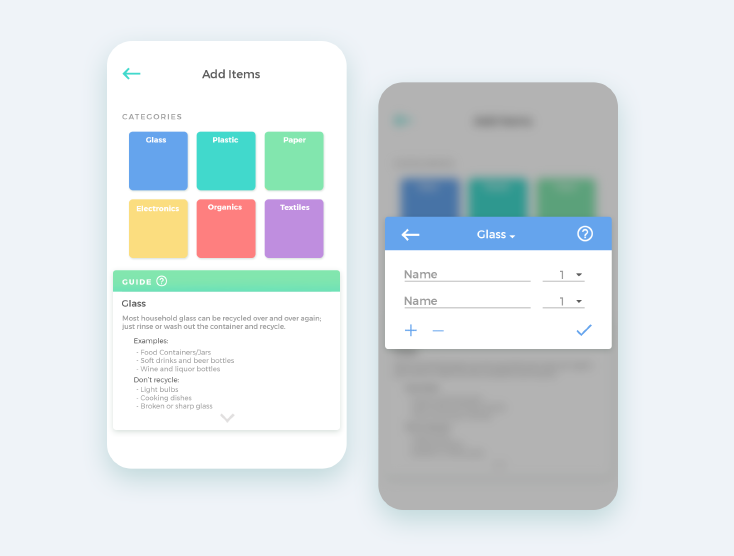 Add Items
CATEGORIES
Glass
Plastic
Paper
Electronics
Organics
Textiles
GUIDE ?
Glass
Most household glass can be recycled over and over again;
just rinse or wash out the container and recycle.
Examples:
- Food Containers/Jars
- Soft drinks and beer bottles
- Wine and liquor bottles
Don't recycle:
- Light bulbs
- Cooking dishes
- Broken or sharp glass
Glass
?
Name 1
Name 1